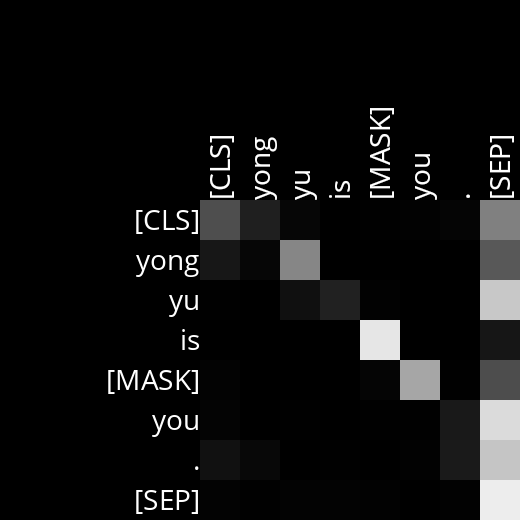 [CLS] yong yu is [MASK] you . [SEP]
[CLS]
yong
yu
is
[MASK]
you
.
[SEP]